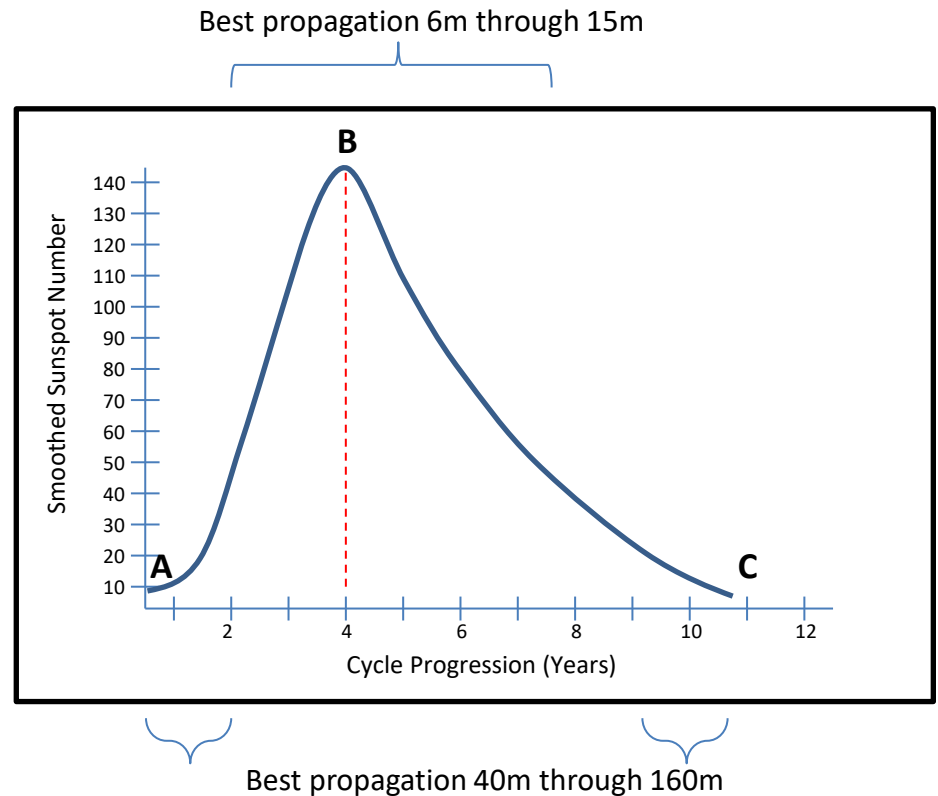 Best propagation 6m through 15m
B
140
130
120
110
100
90
80
70
60
50
40
30
20
10
Smoothed Sunspot Number
A
C
2 4 6 8 10 12
Cycle Progression (Years)
Best propagation 40m through 160m